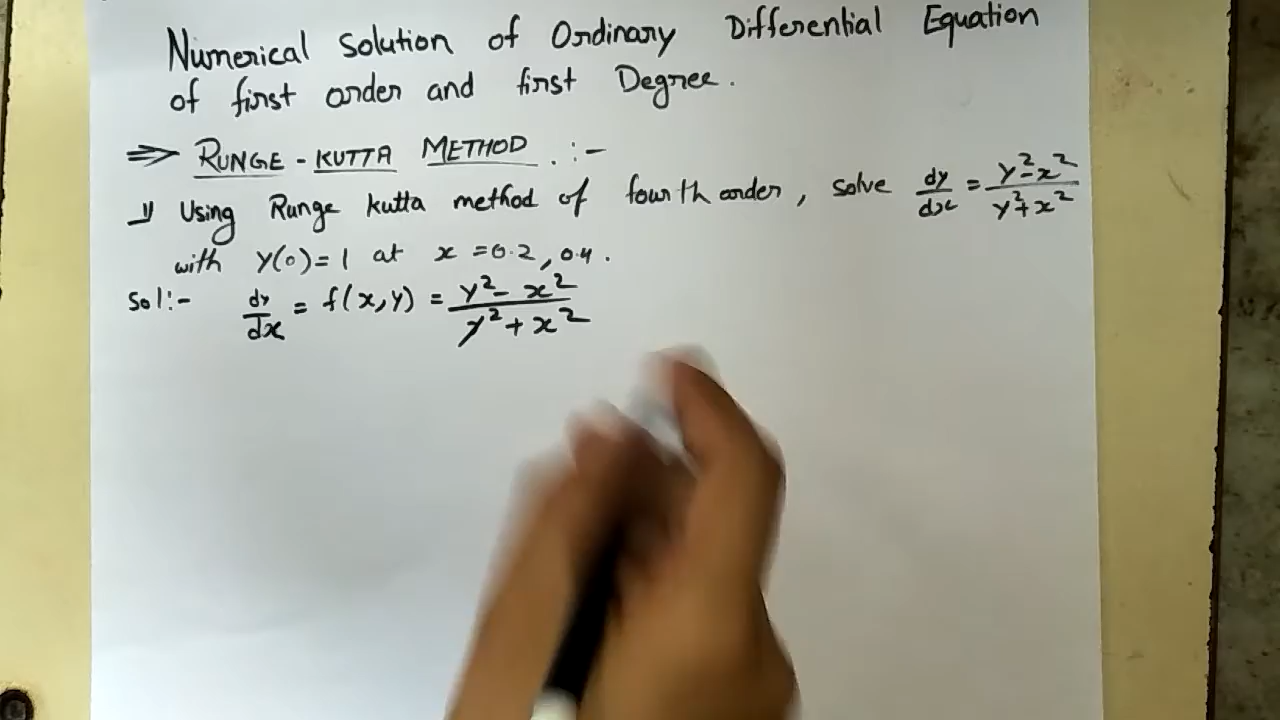 Numerical Solution of Ordinary Differential Equation
of first order and first Degree.
⇒ RUNGE - KUTTA METHOD .:-
1) Using Runge kutta method of fourth order, solve dy/dx = y²-x²/y²+x²
with y(0)=1 at x=0.2, 0.4.
Sol:- dy/dx = f(x,y) = y²-x²/y²+x²